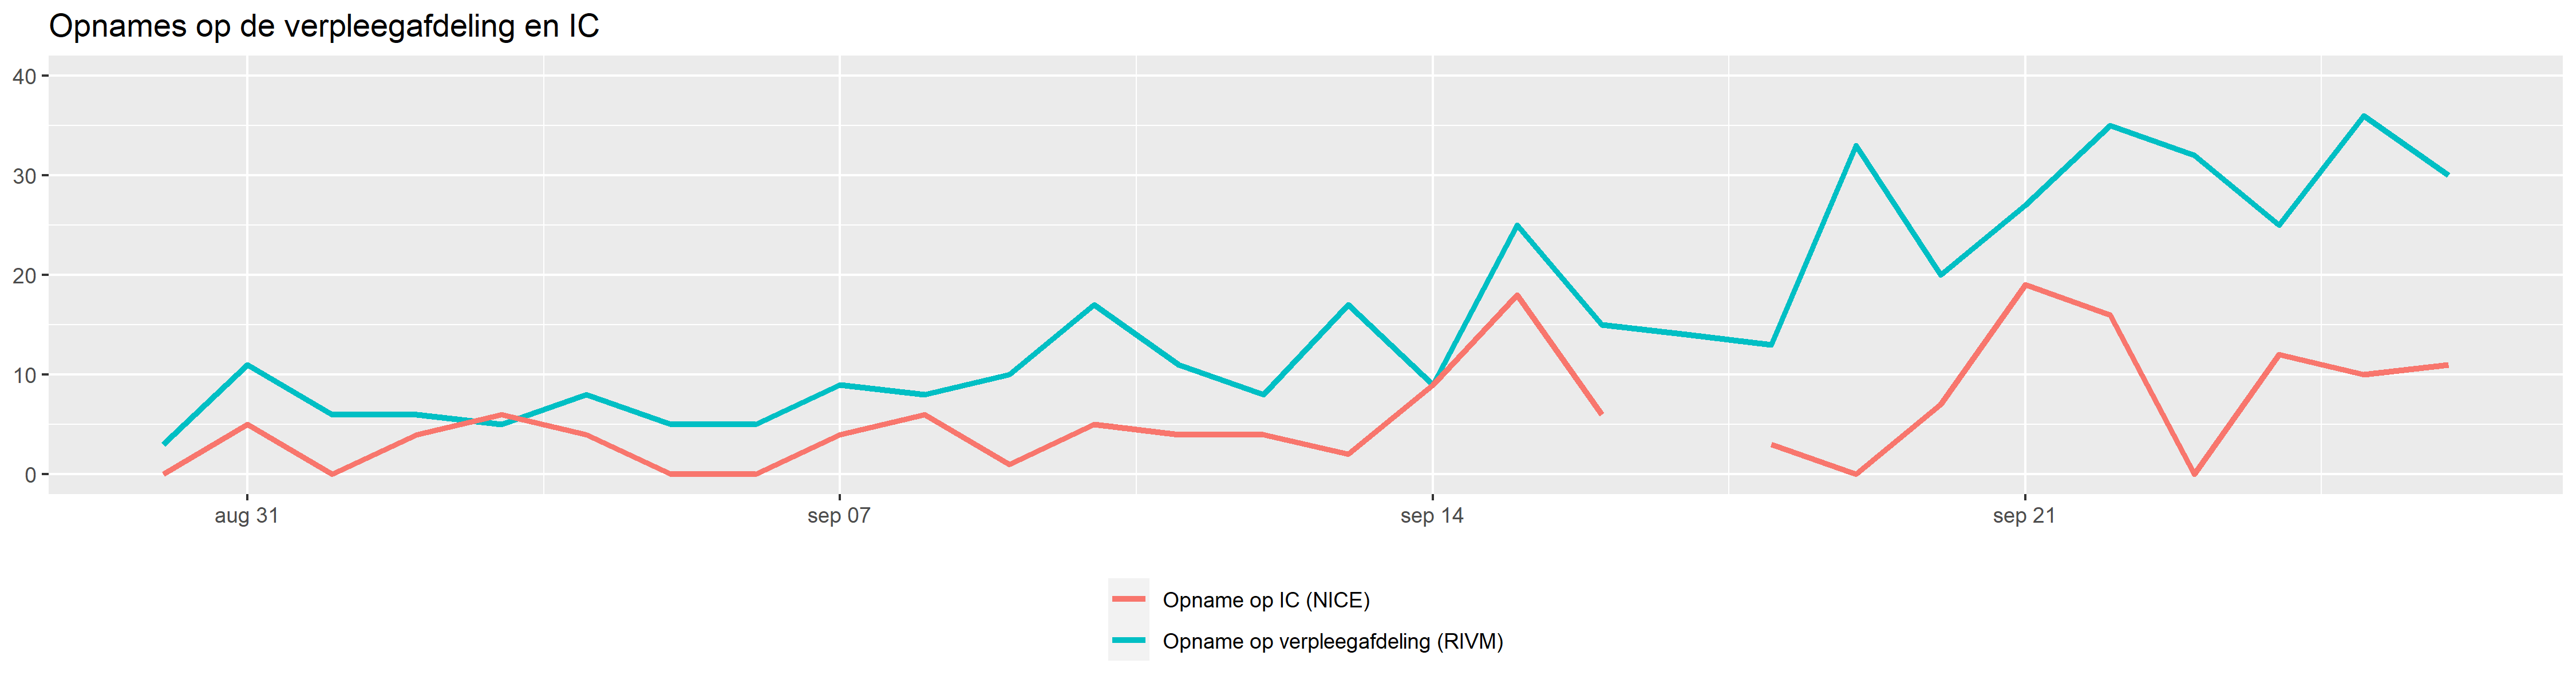 Opnames op de verpleegafdeling en IC
40
30
20
10
0
aug 31 sep 07 sep 14 sep 21
Opname op IC (NICE)
Opname op verpleegafdeling (RIVM)